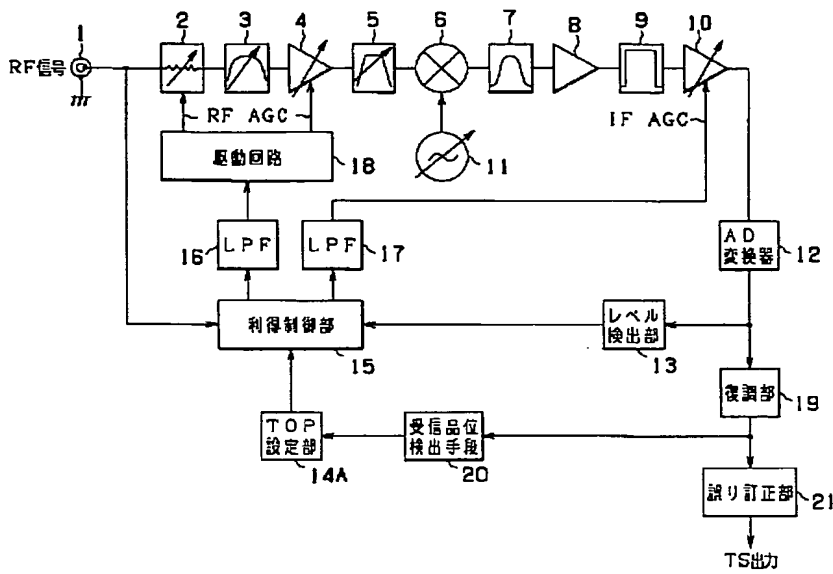 1
2
3
4
5
6
7
8
9
10
RF信号
RF AGC
IF AGC
11
駆動回路
18
LPF
16
LPF
17
AD
変換器
12
利得制御部
15
レベル
検出部
13
復調部
19
TOP
設定部
14A
受信品位
検出手段
20
誤り訂正部
21
TS出力